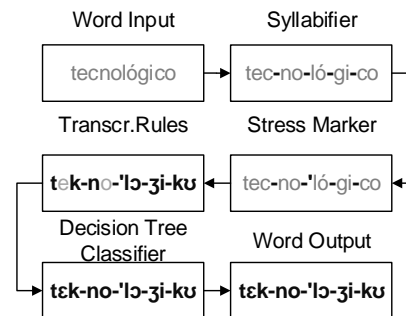 Word Input
Syllabifier
tecnológico
tec-no-ló-gi-co
Transcr.Rules
Stress Marker
tek-no-'lɔ-ʒi-kʊ
tec-no-'ló-gi-co
Decision Tree
Classifier
Word Output
tɛk-no-'lɔ-ʒi-kʊ
tɛk-no-'lɔ-ʒi-kʊ